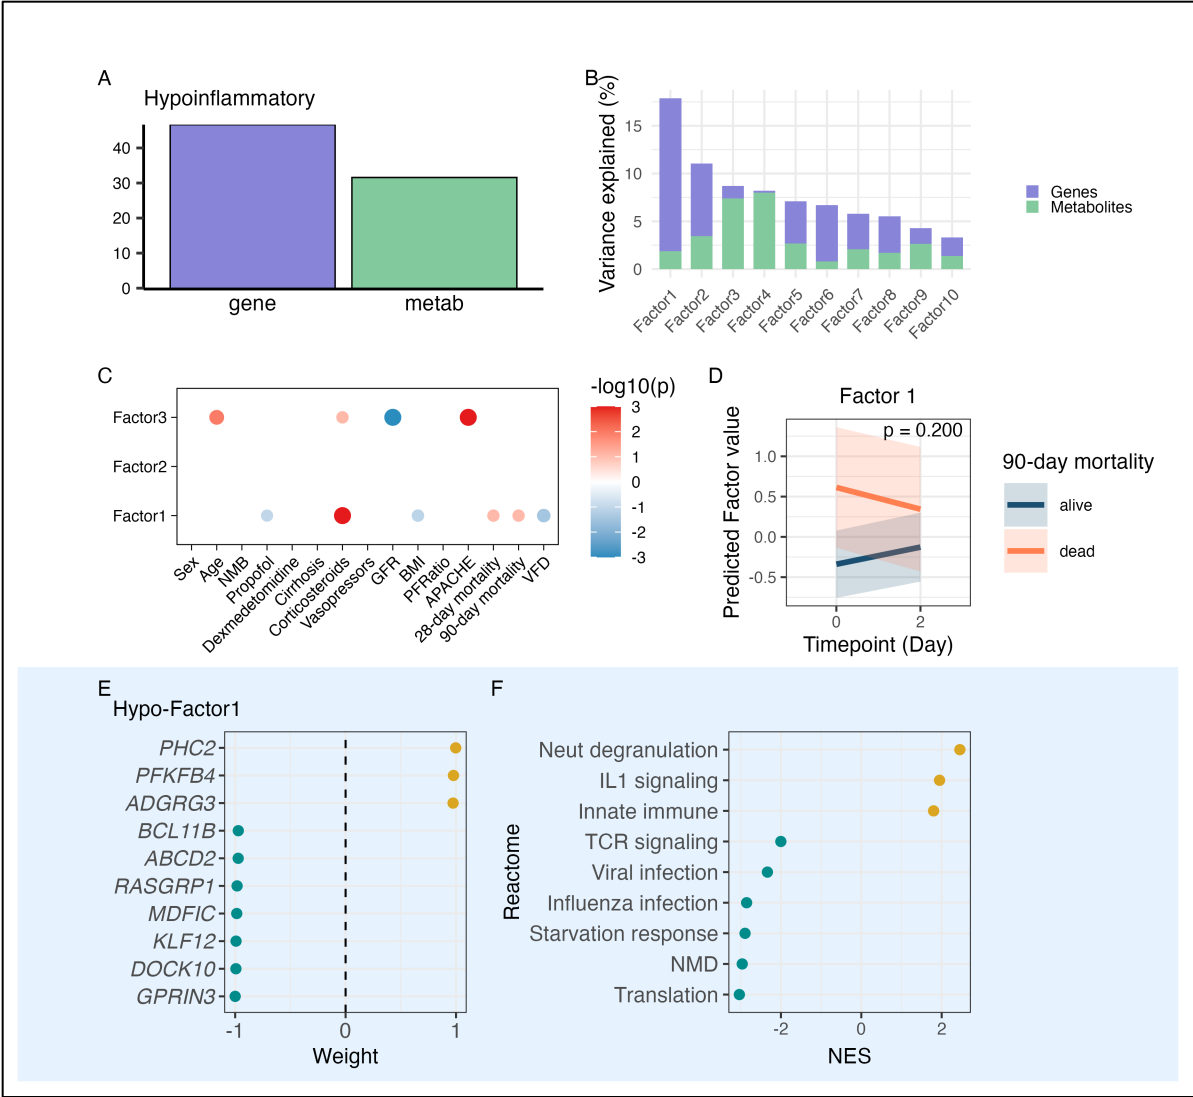 A
Hypoinflammatory
40
30
20
10
0
gene
metab
B
Variance explained (%)
15
10
5
0
Factor1
Factor2
Factor3
Factor4
Factor5
Factor6
Factor7
Factor8
Factor9
Factor10
Genes
Metabolites
C
Factor3
Factor2
Factor1
Sex
Age
NMB
Propofol
Dexmedetomidine
Cirrhosis
Corticosteroids
Vasopressors
GFR
BMI
PFRatio
APACHE
28-day mortality
90-day mortality
VFD
-log10(p)
3
2
1
0
-1
-2
-3
D
Factor 1
Predicted Factor value
p = 0.200
1.0
0.5
0.0
-0.5
0
2
Timepoint (Day)
90-day mortality
alive
dead
E
Hypo-Factor1
PHC2
PFKFB4
ADGRG3
BCL11B
ABCD2
RASGRP1
MDFIC
KLF12
DOCK10
GPRIN3
-1
0
1
Weight
F
Reactome
Neut degranulation
IL1 signaling
Innate immune
TCR signaling
Viral infection
Influenza infection
Starvation response
NMD
Translation
-2
0
2
NES